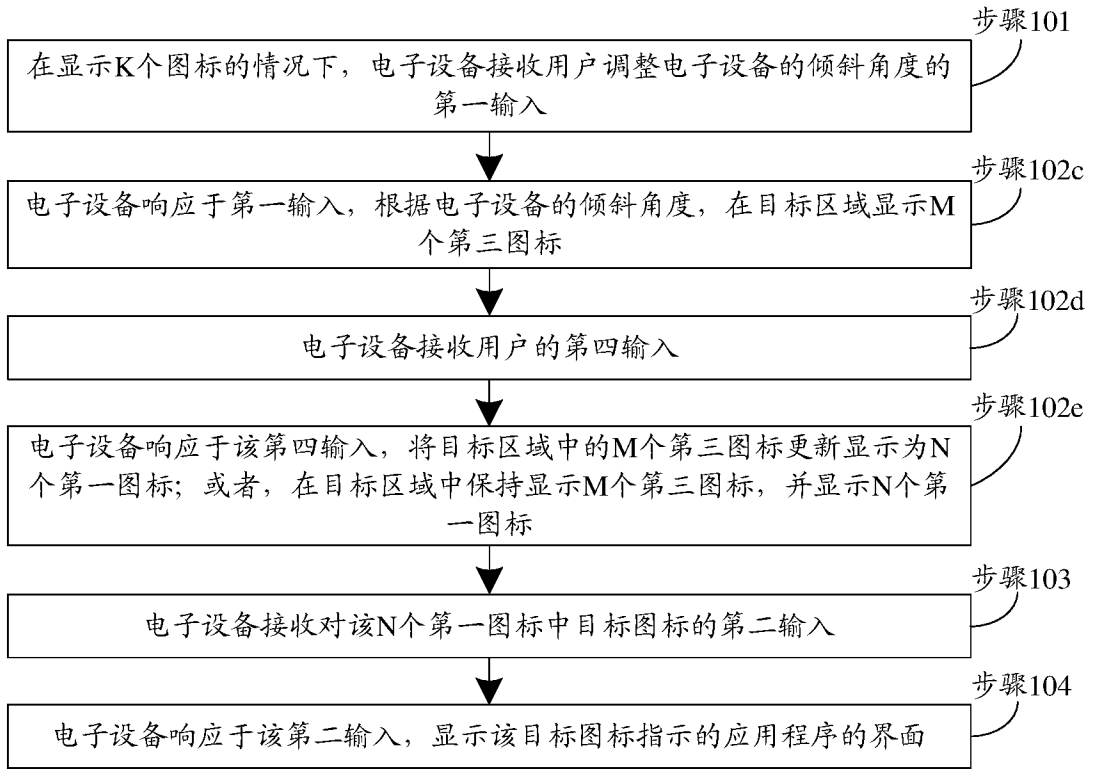 步骤101
在显示K个图标的情况下，电子设备接收用户调整电子设备的倾斜角度的
第一输入
步骤102c
电子设备响应于第一输入，根据电子设备的倾斜角度，在目标区域显示M
个第三图标
步骤102d
电子设备接收用户的第四输入
步骤102e
电子设备响应于该第四输入，将目标区域中的M个第三图标更新显示为N
个第一图标；或者，在目标区域中保持显示M个第三图标，并显示N个第
一图标
步骤103
电子设备接收对该N个第一图标中目标图标的第二输入
步骤104
电子设备响应于该第二输入，显示该目标图标指示的应用程序的界面